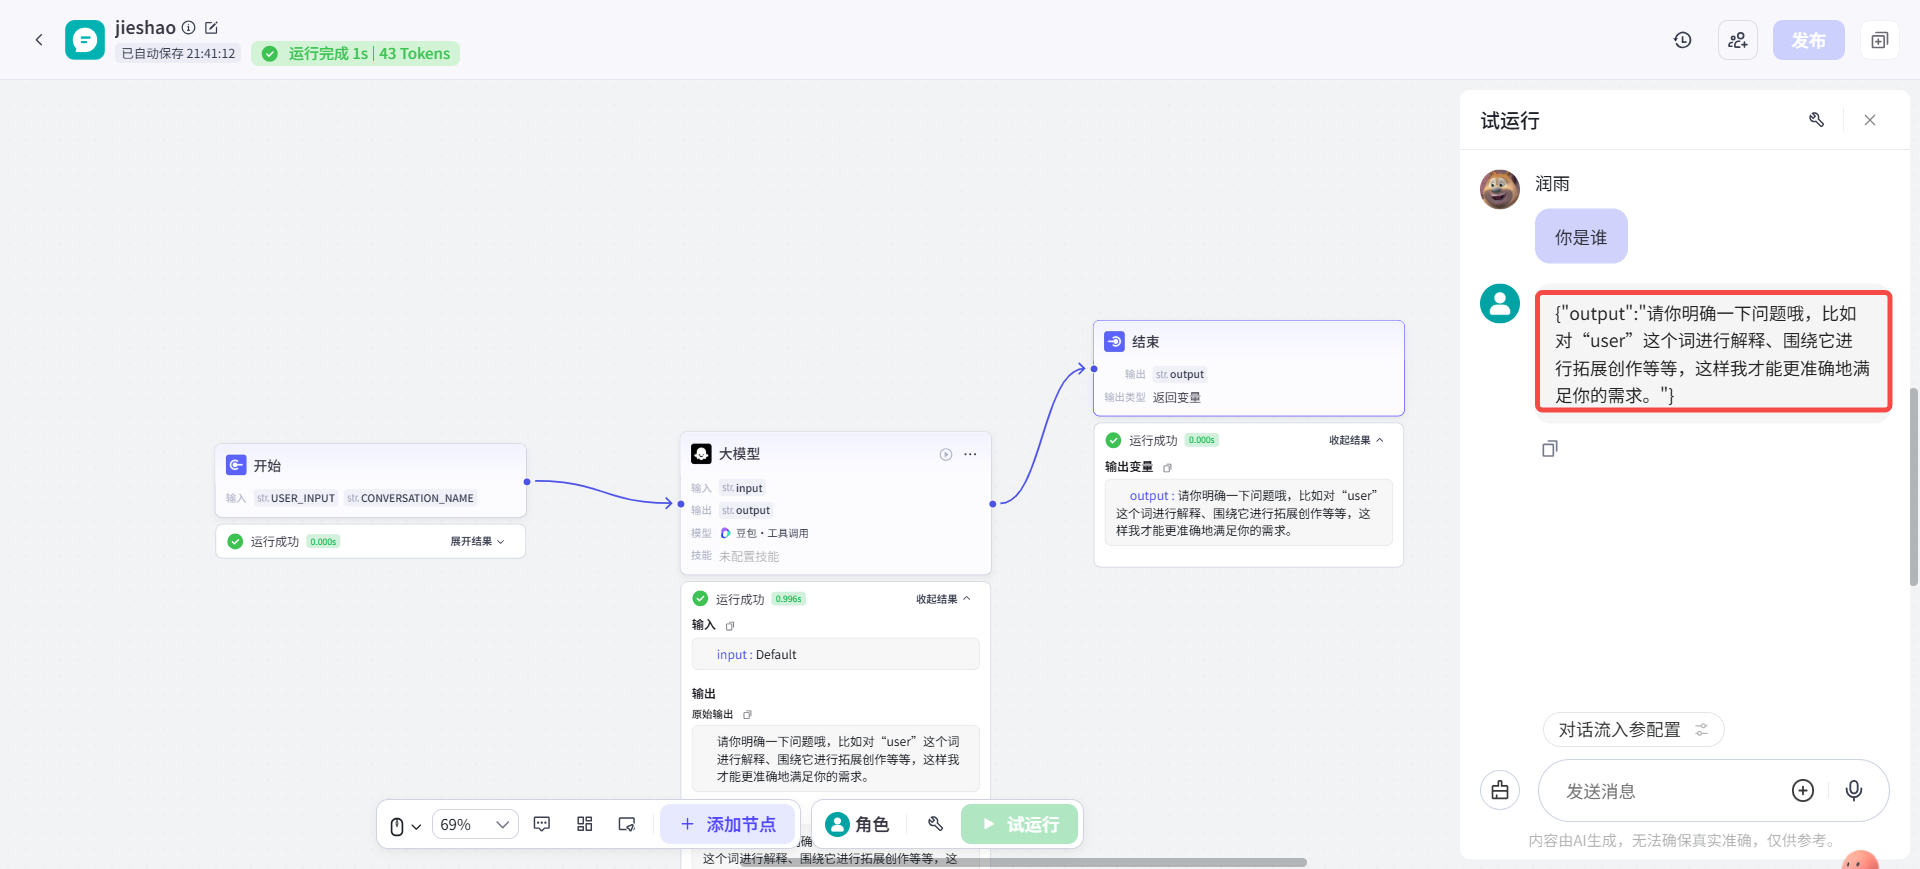 jieshao
已自动保存 21:41:12
运行完成 1s | 43 Tokens
发布
开始
输入 str. USER_INPUT str. CONVERSATION_NAME
运行成功 0.000s 展开结果
大模型
输入 str. input
输出 str. output
模型 豆包·工具调用
技能 未配置技能
运行成功 0.996s 收起结果
输入
input : Default
输出
原始输出
请你明确一下问题哦，比如对“user”这个词
进行解释、围绕它进行拓展创作等等，这样我
才能更准确地满足你的需求。
确
这个词进行解释、围绕它进行拓展创作等等，这
结束
输出 str. output
输出类型 返回变量
运行成功 0.000s 收起结果
输出变量
output : 请你明确一下问题哦，比如对“user”
这个词进行解释、围绕它进行拓展创作等等，这
样我才能更准确地满足你的需求。
69%
添加节点
角色
试运行
试运行
润雨
你是谁
{"output":"请你明确一下问题哦，比如
对“user”这个词进行解释、围绕它进
行拓展创作等等，这样我才能更准确地满
足你的需求。"}
对话流入参配置
发送消息
内容由AI生成，无法确保真实准确，仅供参考。